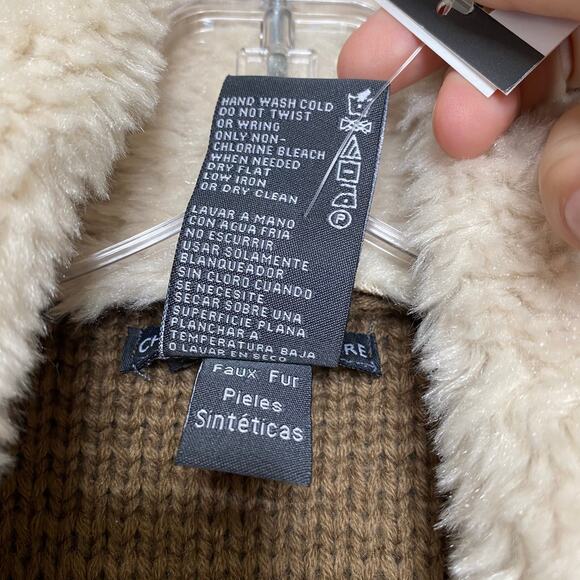 HAND WASH COLD
DO NOT TWIST
OR WRING
ONLY NON-
CHLORINE BLEACH
WHEN NEEDED
DRY FLAT
LOW IRON
OR DRY CLEAN
P
LAVAR A MANO
CON AGUA FRIA
NO ESCURRIR
USAR SOLAMENTE
BLANQUEADOR
SIN CLORO CUANDO
SE NECESITE
SECAR SOBRE UNA
SUPERFICIE PLANA
PLANCHAR A
TEMPERATURA BAJA
O LAVAR EN SECO
Faux Fur
Pieles
Sintéticas